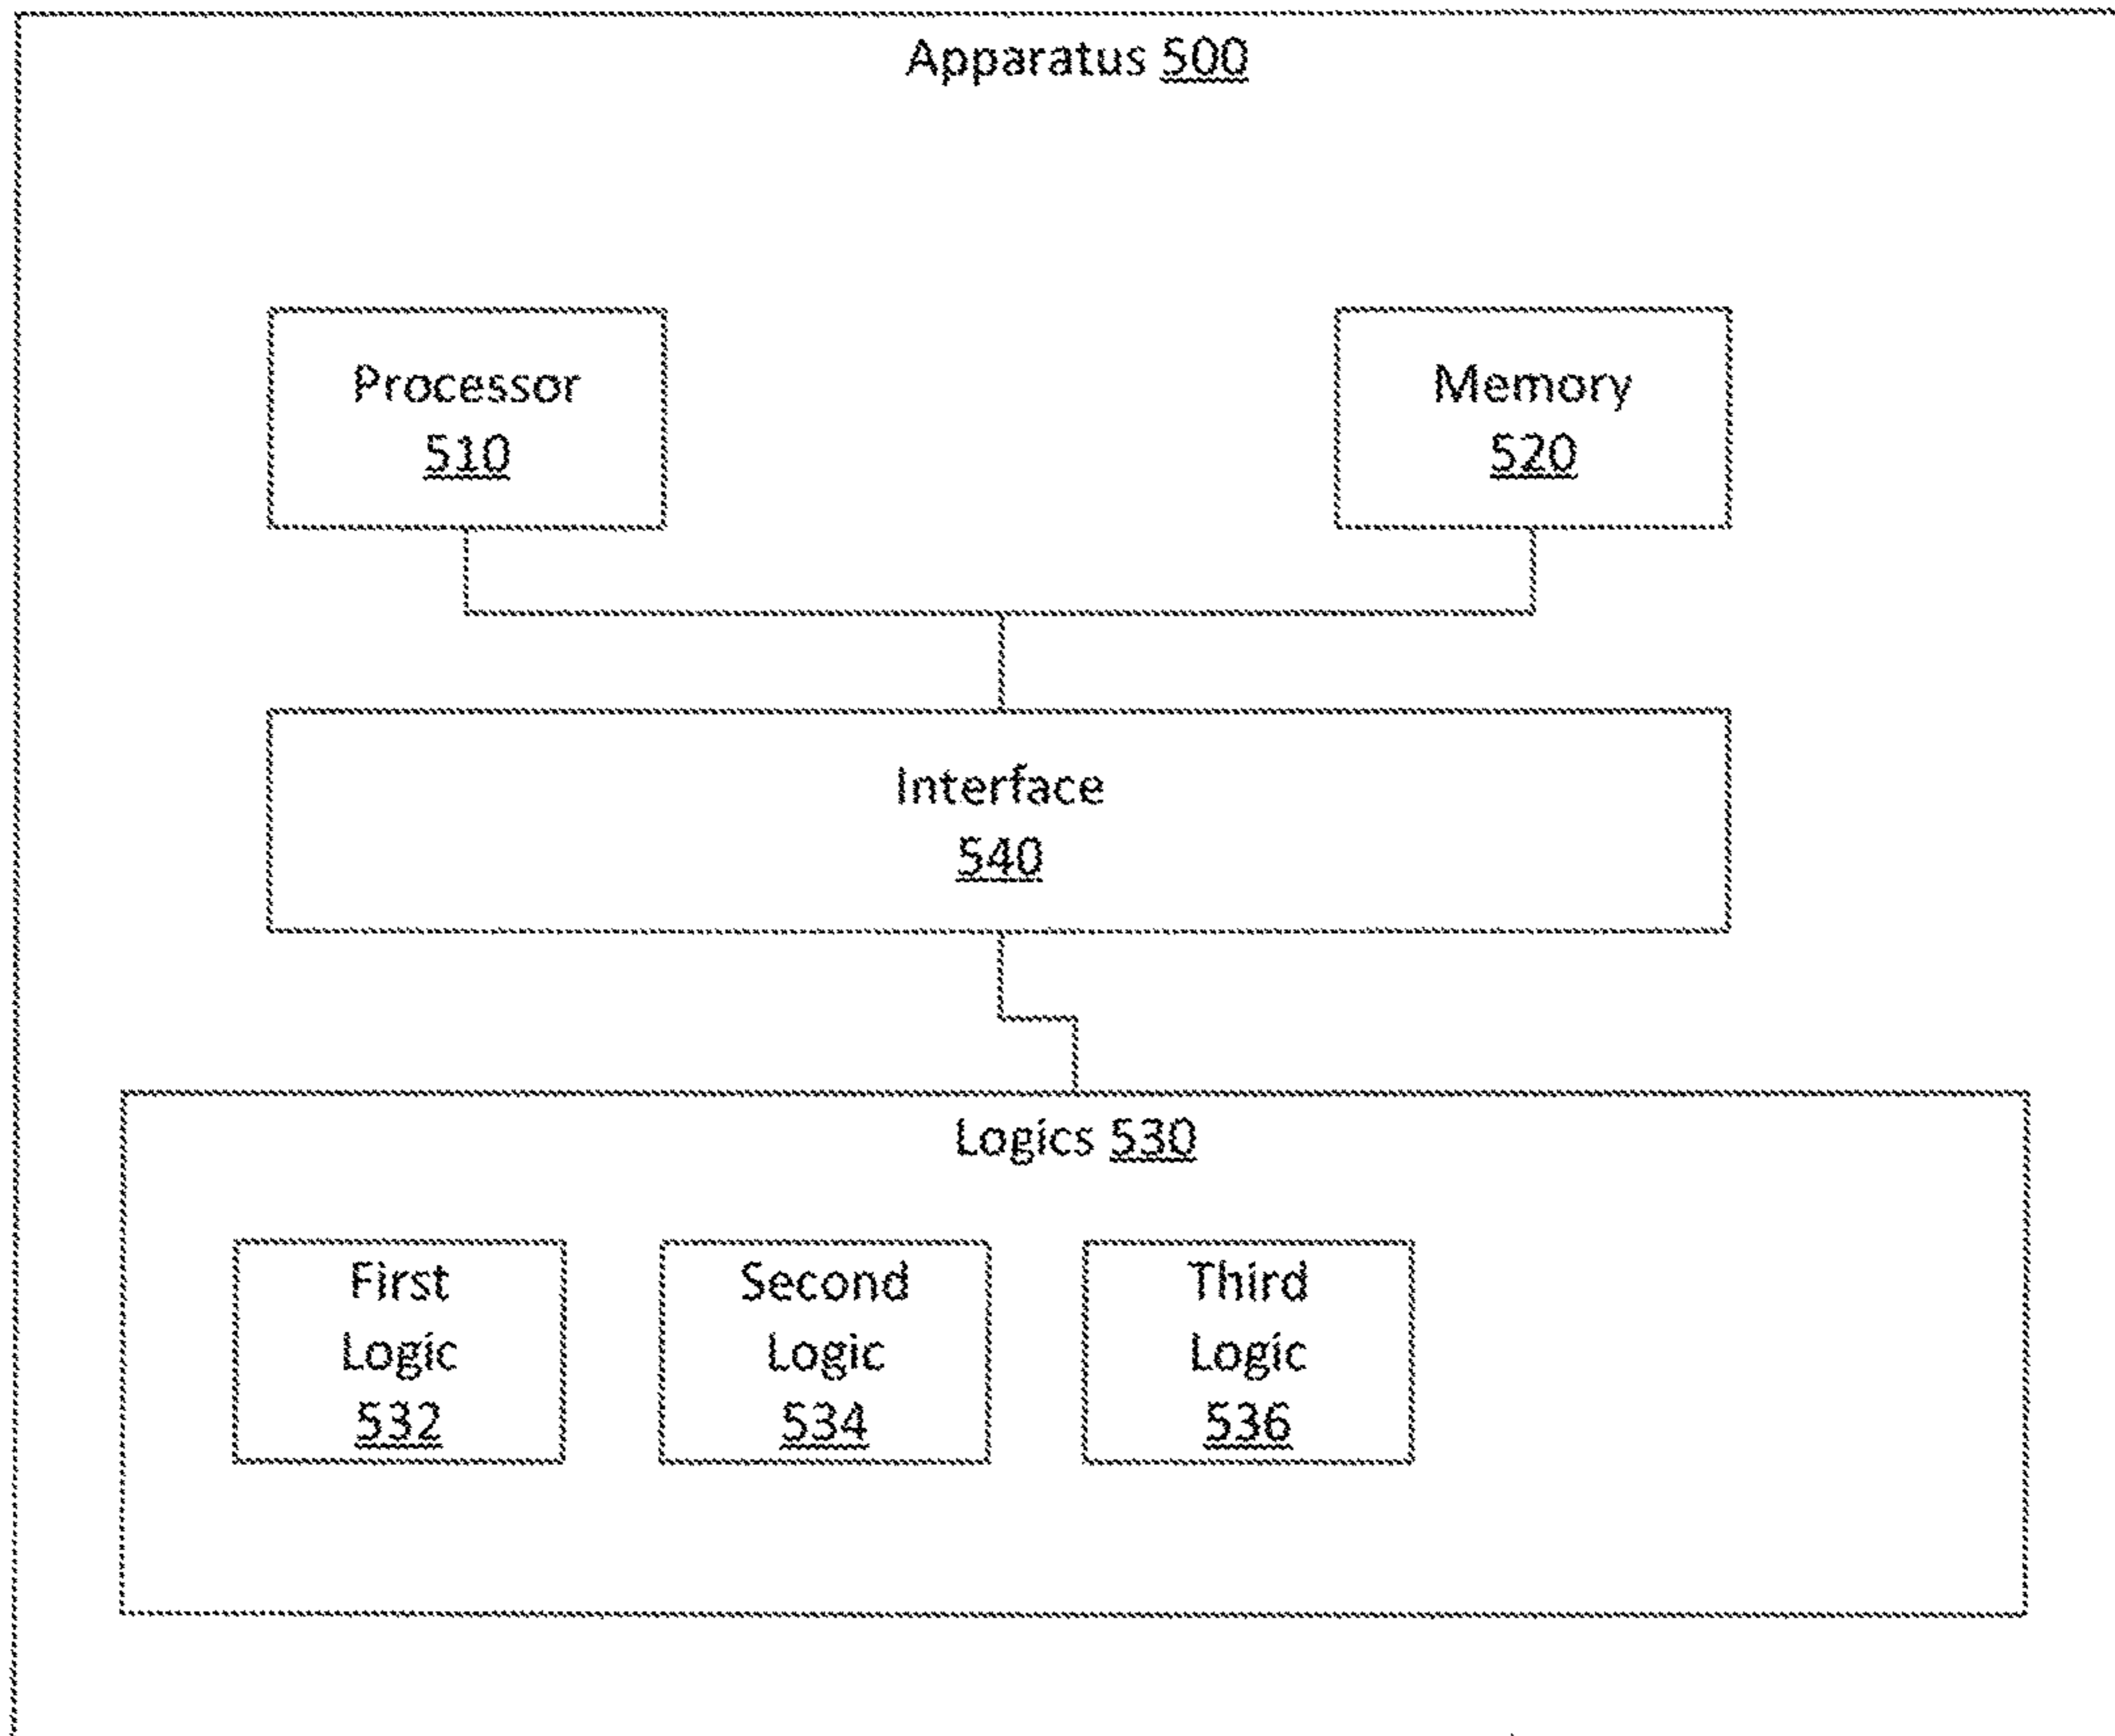 Apparatus 500
Processor
510
Memory
520
Interface
540
Logics 530
First
Logic
532
Second
Logic
534
Third
Logic
536